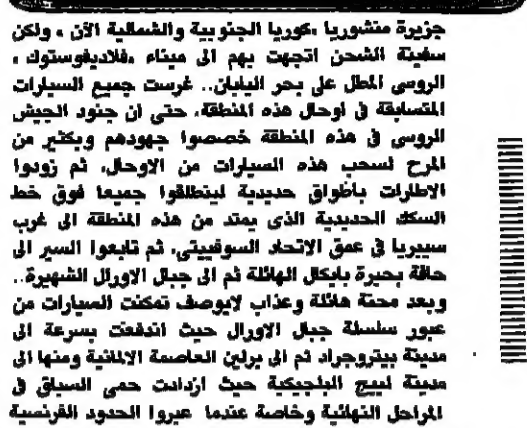 جزيرة منشوريا ،كوريا الجنوبية والشمالية الآن ، ولكن
سفينة الشحن اتجهت بهم الى ميناء ،فلاديفوستوك ،
الروسى المطل على بحر اليابان.. غرست جميع السيارات
المتسابقة فى اوحال هذه المنطقة، حتى ان جنود الجيش
الروسى فى هذه المنطقة خصصوا جهودهم وبكثير من
المرح لسحب هذه السيارات من الاوحال، ثم زودوا
الاطارات بأطواق حديدية لينطلقوا جميعا فوق خط
السكك الحديدية الذى يمتد من هذه المنطقة الى غرب
سيبريا فى عمق الاتحاد السوفييتى، ثم تابعوا السير الى
حافة بحيرة بايكال الهائلة ثم الى جبال الاورال الشهيرة..
وبعد محنة هائلة وعذاب لايوصف تمكنت السيارات من
عبور سلسلة جبال الاورال حيث اندفعت بسرعة الى
مدينة بيتروجراد ثم الى برلين العاصمة الالمانية ومنها الى
مدينة لييج البلجيكية حيث ازدادت حمى السباق فى
المراحل النهائية وخاصة عندما عبروا الحدود الفرنسية